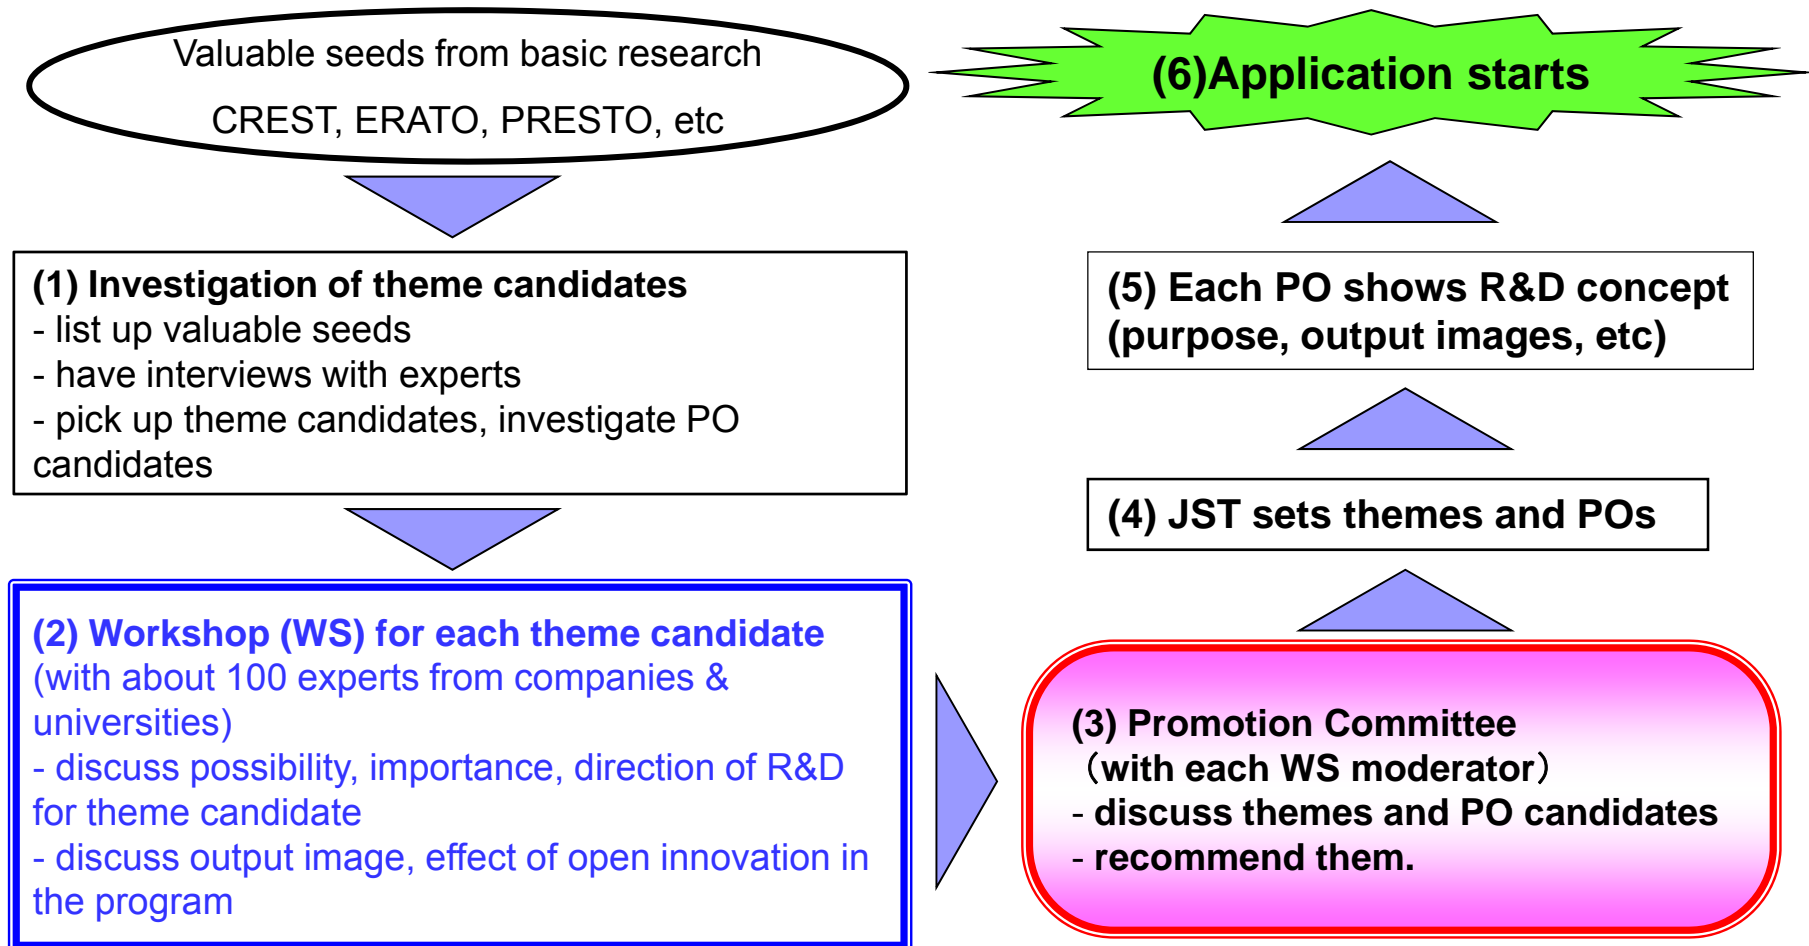 Valuable seeds from basic research
CREST, ERATO, PRESTO, etc
(1) Investigation of theme candidates
- list up valuable seeds
- have interviews with experts
- pick up theme candidates, investigate PO
candidates
(2) Workshop (WS) for each theme candidate
(with about 100 experts from companies &
universities)
- discuss possibility, importance, direction of R&D
for theme candidate
- discuss output image, effect of open innovation in
the program
(3) Promotion Committee
（with each WS moderator）
- discuss themes and PO candidates
- recommend them.
(4) JST sets themes and POs
(5) Each PO shows R&D concept
(purpose, output images, etc)
(6)Application starts